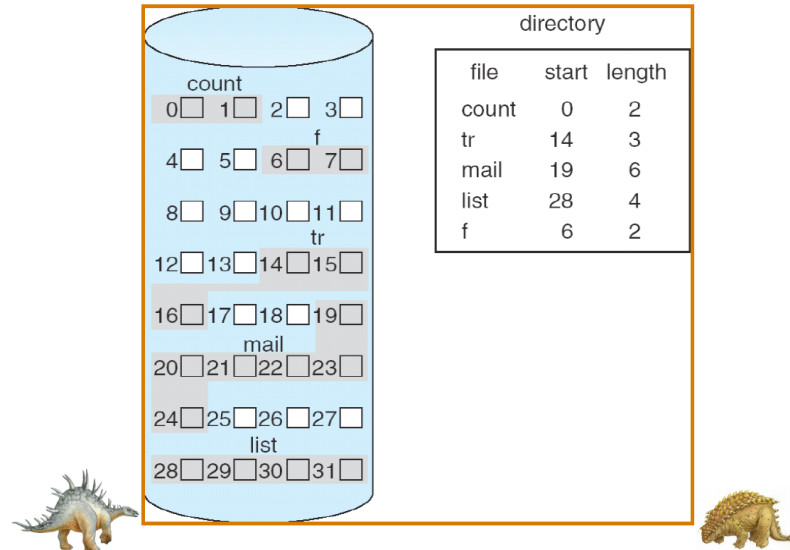 directory
file start length
count 0 2
tr 14 3
mail 19 6
list 28 4
f 6 2
count
0 1 2 3
f
4 5 6 7
8 9 10 11
tr
12 13 14 15
16 17 18 19
mail
20 21 22 23
24 25 26 27
list
28 29 30 31